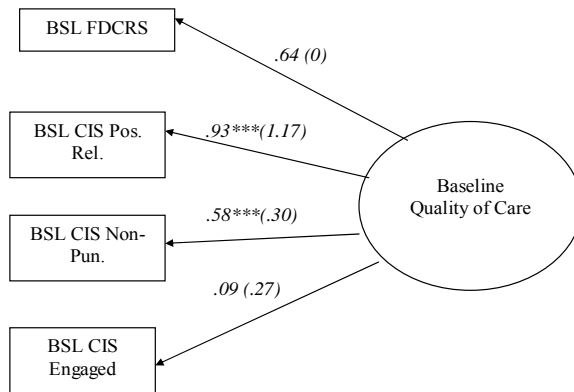 BSL FDCRS
.64 (0)
BSL CIS Pos.
Rel.
.93***(1.17)
Baseline
Quality of Care
BSL CIS Non-
Pun.
.58***(.30)
.09 (.27)
BSL CIS
Engaged